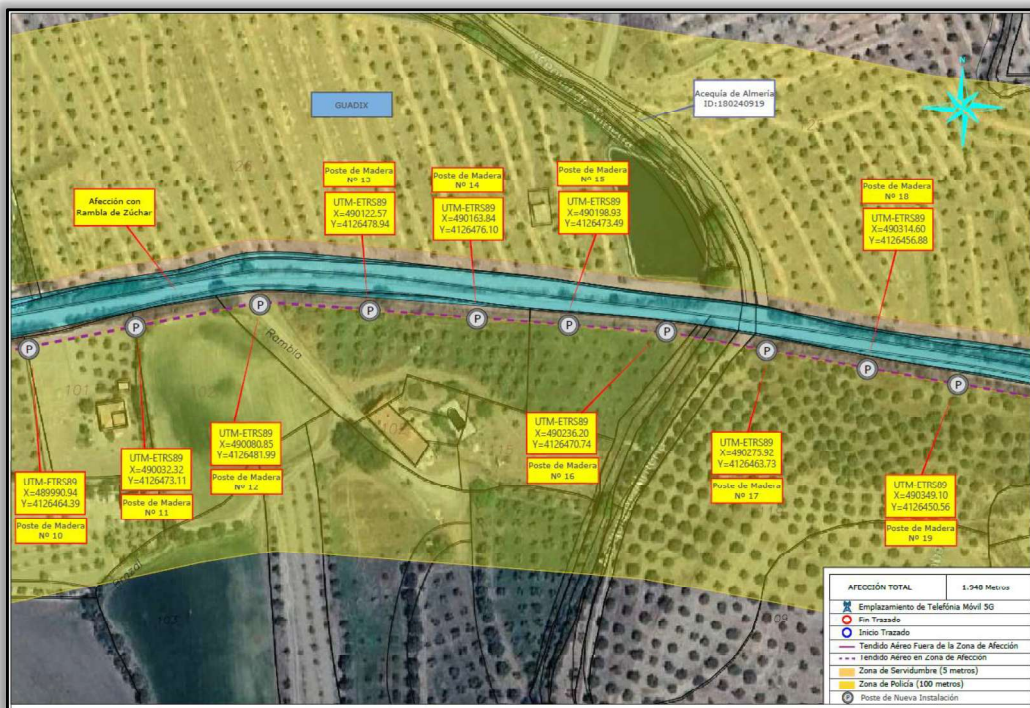 N
GUADIX
Acequia de Almería
ID:180240919
Afección con
Rambla de Zúchar
Poste de Madera
Nº 13
UTM-ETRS89
X=490122.57
Y=4126478.94
Poste de Madera
Nº 14
UTM-ETRS89
X=490163.84
Y=4126476.10
Poste de Madera
Nº 15
UTM-ETRS89
X=490198.93
Y=4126473.49
Poste de Madera
Nº 18
UTM-ETRS89
X=490314.60
Y=4126456.88
P
P
P
P
P
P
P
P
P
P
Rambla
101
UTM-ETRS89
X=489990.94
Y=4126464.39
Poste de Madera
Nº 10
UTM-ETRS89
X=490032.32
Y=4126473.11
Poste de Madera
Nº 11
UTM-ETRS89
X=490080.85
Y=4126481.99
Poste de Madera
Nº 12
UTM-ETRS89
X=490236.20
Y=4126470.74
Poste de Madera
Nº 16
UTM-ETRS89
X=490275.92
Y=4126463.73
Poste de Madera
Nº 17
UTM-ETRS89
X=490349.10
Y=4126450.56
Poste de Madera
Nº 19
103
AFECCIÓN TOTAL 1.948 Metros
Emplazamiento de Telefónia Móvil 5G
Fin Trazado
Inicio Trazado
Tendido Aéreo Fuera de la Zona de Afección
Tendido Aéreo en Zona de Afección
Zona de Servidumbre (5 metros)
Zona de Policía (100 metros)
P Poste de Nueva Instalación